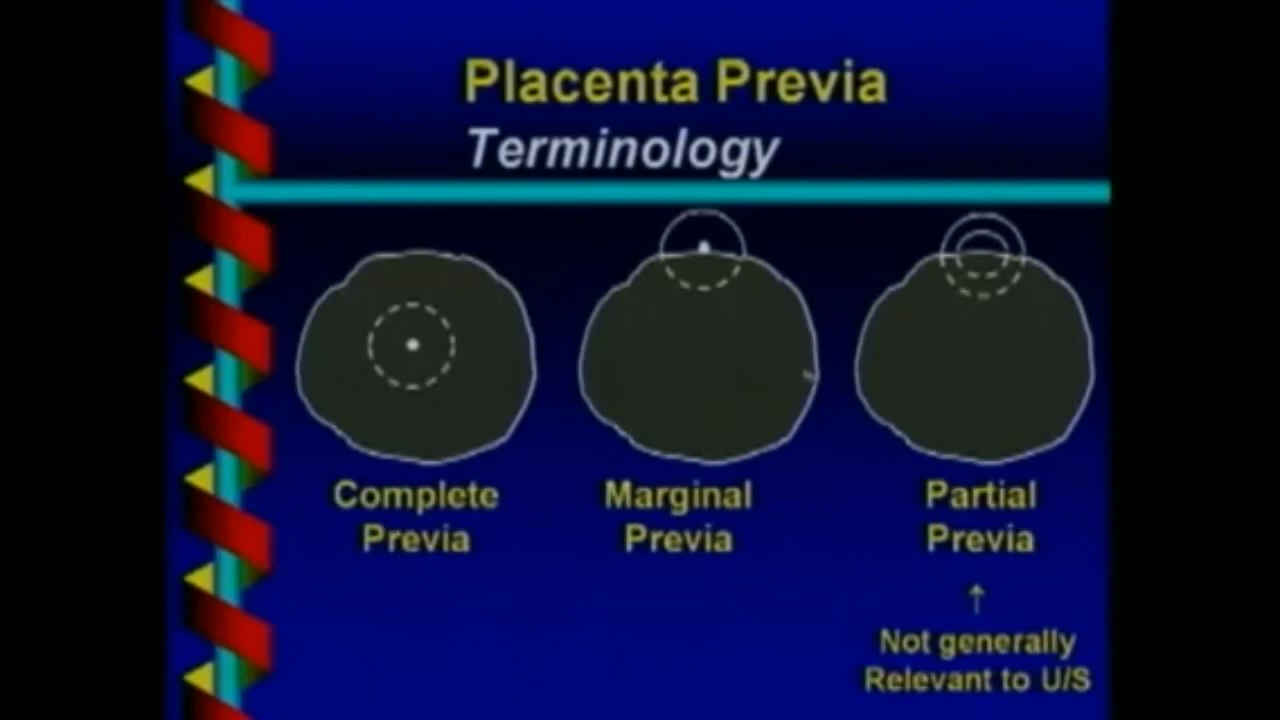 Placenta Previa
Terminology
Complete
Previa
Marginal
Previa
Partial
Previa
↑
Not generally
Relevant to U/S